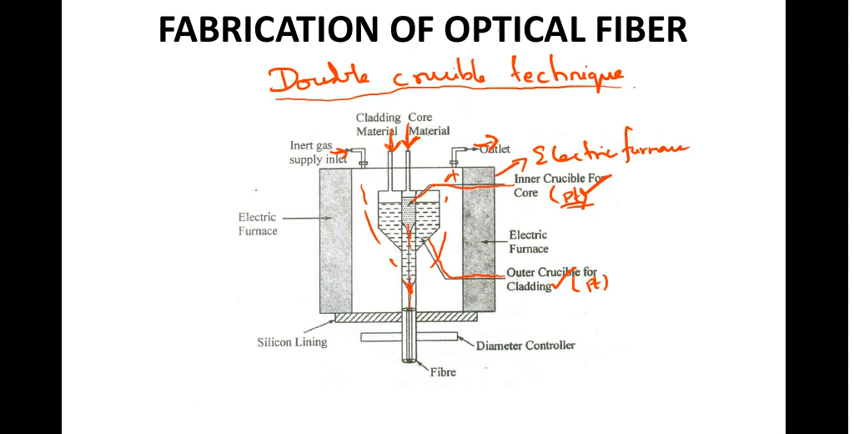 FABRICATION OF OPTICAL FIBER
Double crucible technique
Cladding Material
Core Material
Inert gas supply inlet
Outlet
Electric furnace
Inner Crucible For Core
(Pt)
Electric Furnace
Electric Furnace
Outer Crucible for Cladding
(Pt)
Silicon Lining
Diameter Controller
Fibre